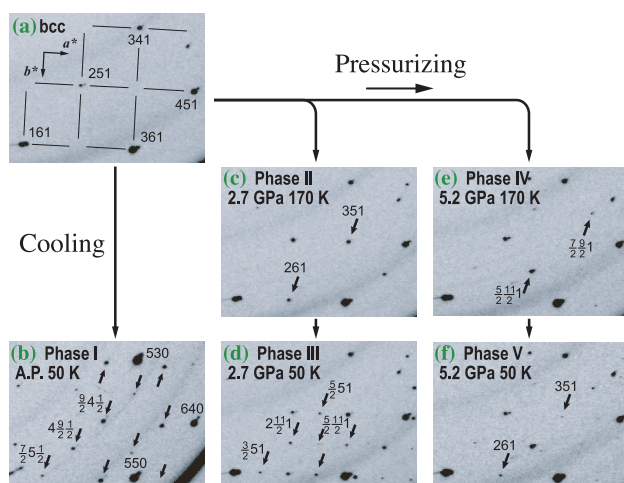 (a) bcc
a*
b*
341
251
451
161
361
Pressurizing
Cooling
(c) Phase II
2.7 GPa 170 K
351
261
(e) Phase IV
5.2 GPa 170 K
7/2 9/2 1
5/2 11/2 1
(b) Phase I
A.P. 50 K
530
9/2 4 1/2
640
4 9/2 1/2
7/2 5 1/2
550
(d) Phase III
2.7 GPa 50 K
5/2 51
2 11/2 1
5/2 11/2 1
3/2 51
(f) Phase V
5.2 GPa 50 K
351
261